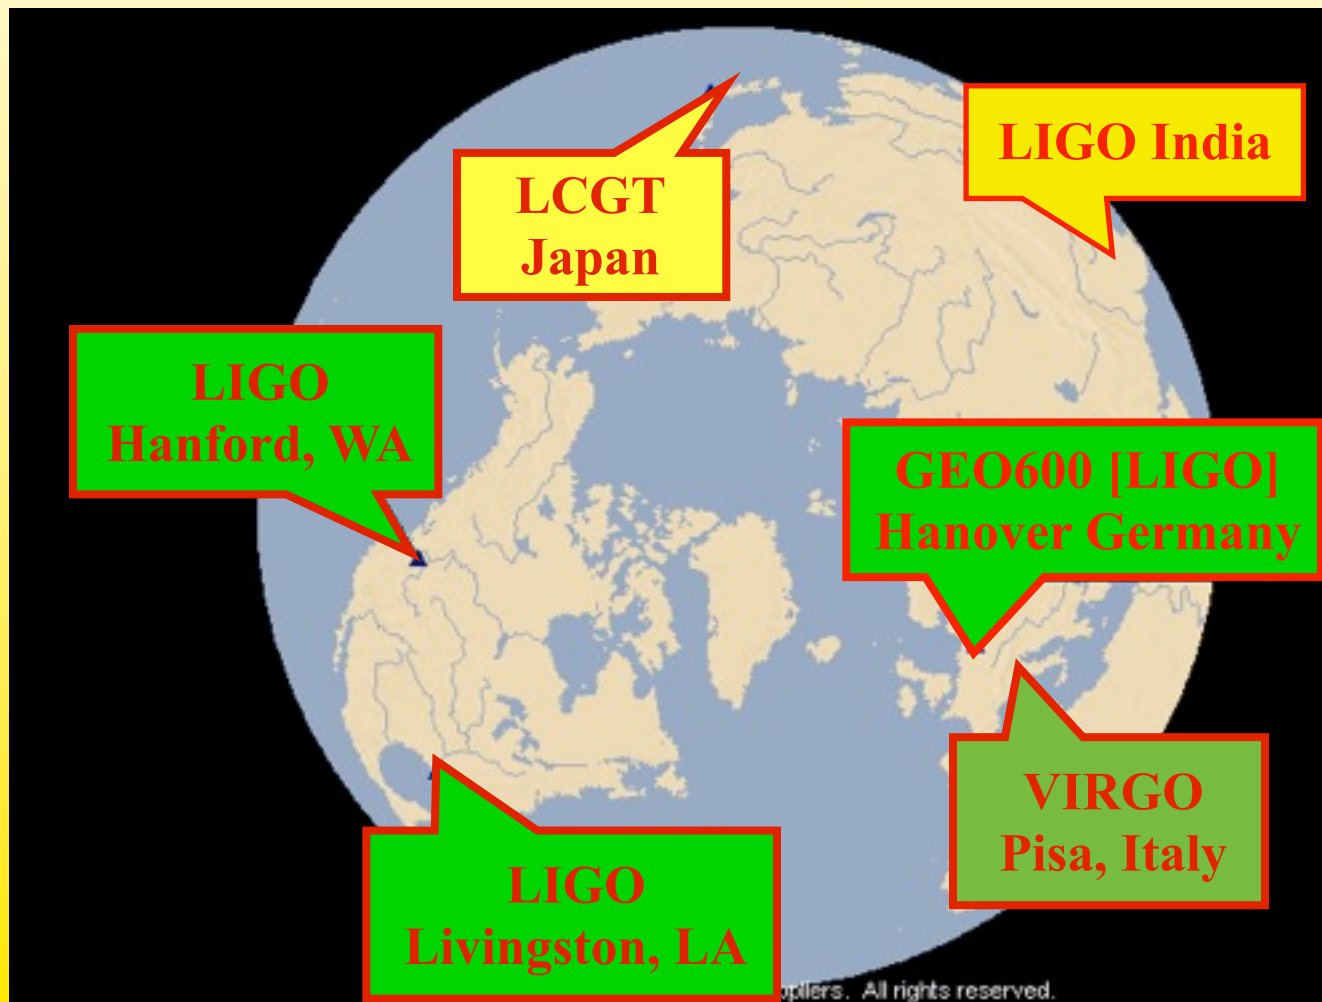 LIGO India
LCGT
Japan
LIGO
Hanford, WA
GEO600 [LIGO]
Hanover Germany
VIRGO
Pisa, Italy
LIGO
Livingston, LA
All rights reserved.